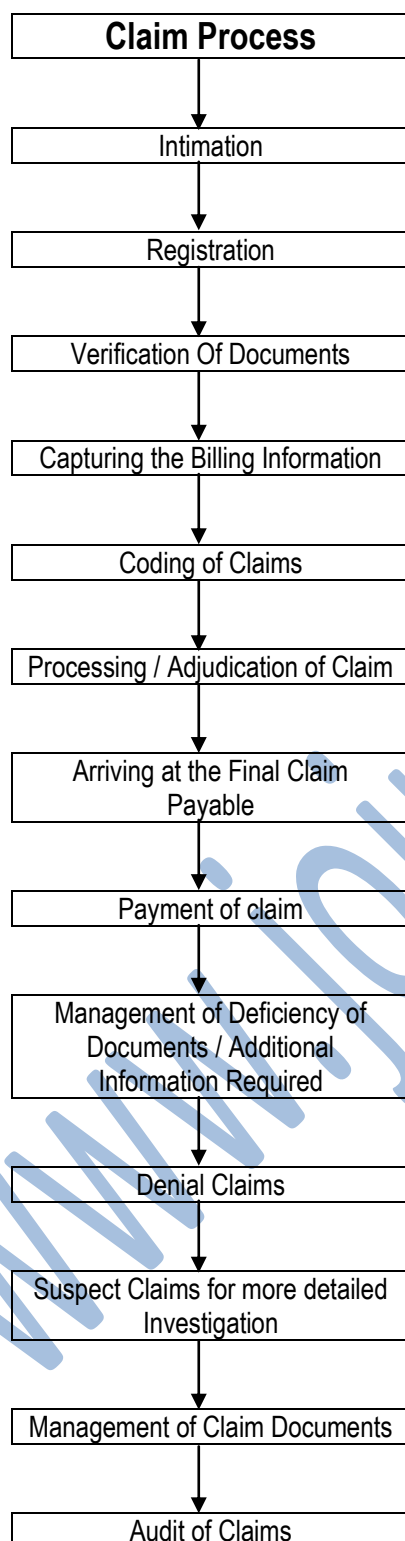 Claim Process
Intimation
Registration
Verification Of Documents
Capturing the Billing Information
Coding of Claims
Processing / Adjudication of Claim
Arriving at the Final Claim
Payable
Payment of claim
Management of Deficiency of
Documents / Additional
Information Required
Denial Claims
Suspect Claims for more detailed
Investigation
Management of Claim Documents
Audit of Claims
www.jo